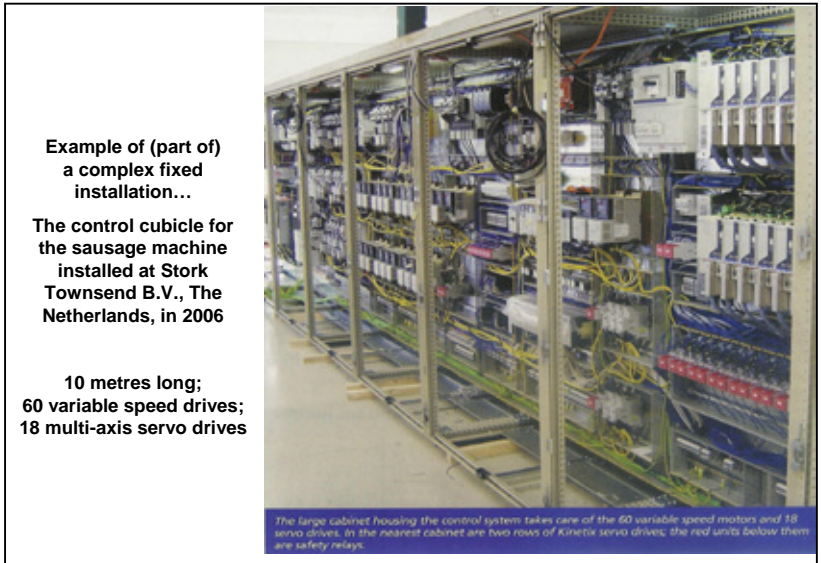 Example of (part of)
a complex fixed
installation…
The control cubicle for
the sausage machine
installed at Stork
Townsend B.V., The
Netherlands, in 2006
10 metres long;
60 variable speed drives;
18 multi-axis servo drives
The large cabinet housing the control system takes care of the 60 variable speed motors and 18
servo drives. In the nearest cabinet are two rows of Kinetix servo drives; the red units below them
are safety relays.